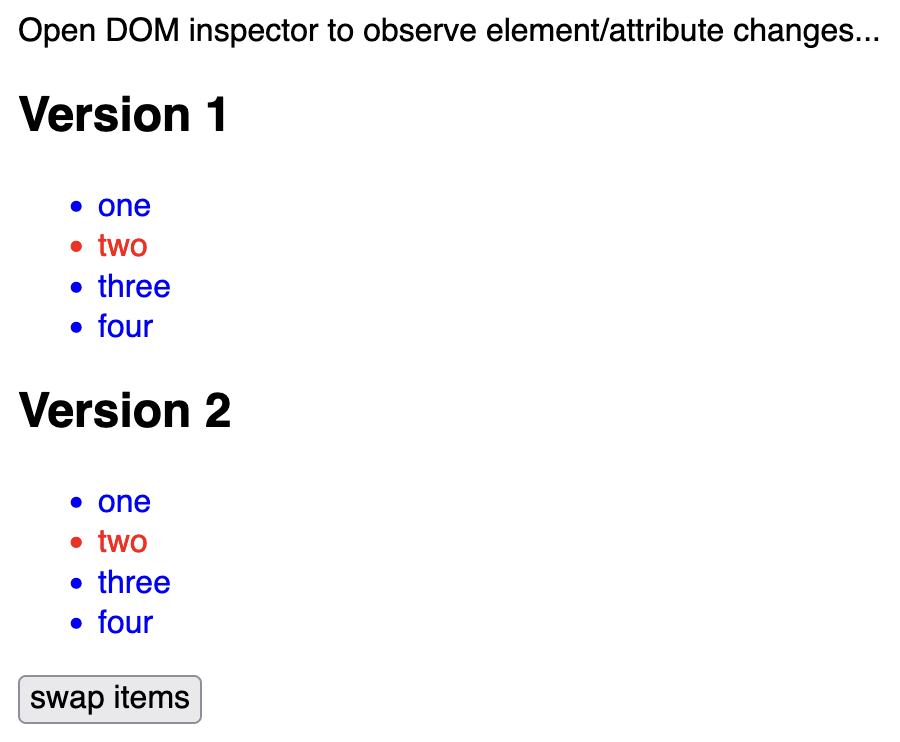 Open DOM inspector to observe element/attribute changes...
Version 1
• one
• two
• three
• four
Version 2
• one
• two
• three
• four
swap items